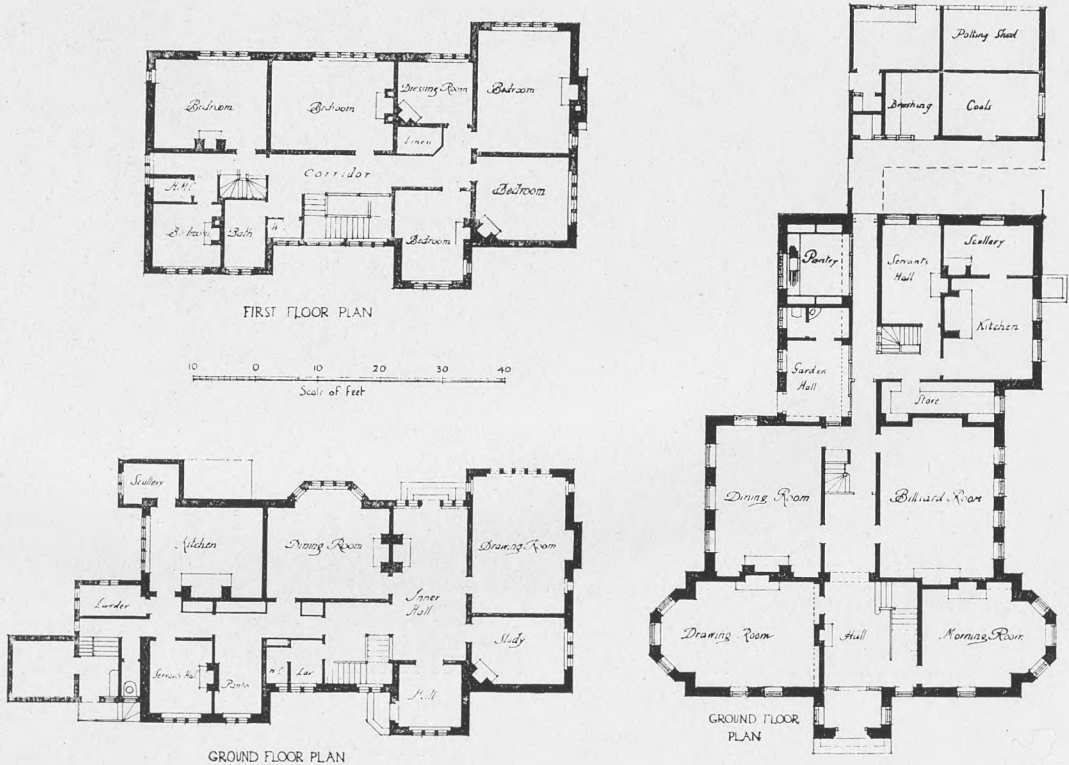 Bedroom
Bedroom
Dressing Room
Bedroom
Linen
Corridor
H.M.C.
Bedroom
Bath
W.C.
Bedroom
Bedroom
FIRST FLOOR PLAN
10 0 10 20 30 40
Scale of Feet
Scullery
Kitchen
Dining Room
Drawing Room
Larder
Inner
Hall
Study
Servants Hall
Pantry
W.C.
Lav
Hall
GROUND FLOOR PLAN
Potting Shed
Brushing
Coals
Pantry
Servants
Hall
Scullery
Kitchen
Garden
Hall
Store
Dining Room
Billiard Room
Drawing Room
Hall
Morning Room
GROUND FLOOR
PLAN